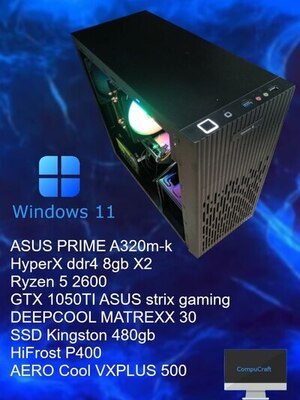 Windows 11
ASUS PRIME A320m-k
HyperX ddr4 8gb X2
Ryzen 5 2600
GTX 1050TI ASUS strix gaming
DEEPCOOL MATREXX 30
SSD Kingston 480gb
HiFrost P400
AERO Cool VXPLUS 500
CompuCraft